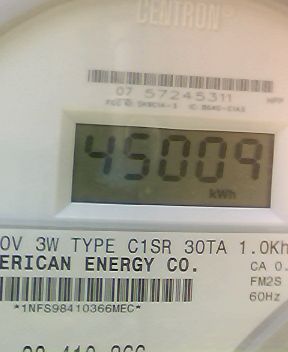 CENTRON
07 57245311
45009
kWh
0V 3W TYPE C1SR 30TA 1.0Kh
ERICAN ENERGY CO.
CA 0.
FM2S
60Hz
*1NFS98410366MEC*